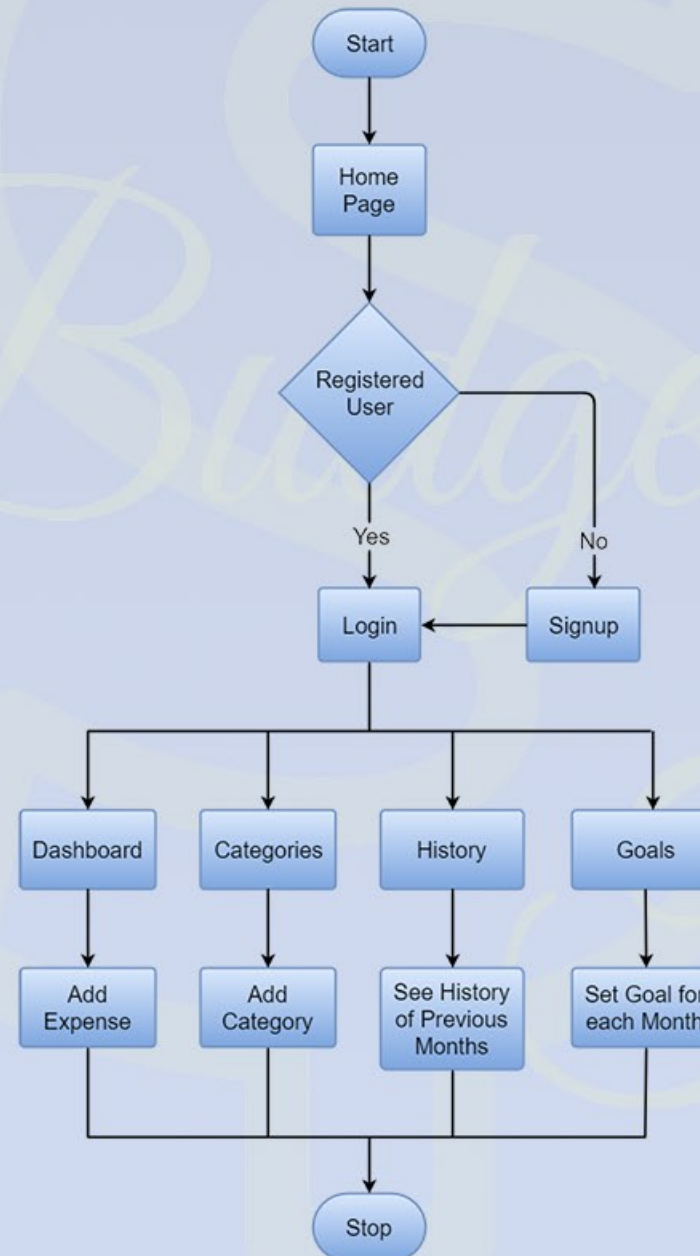 Start
Home
Page
Registered
User
Yes
No
Login
Signup
Dashboard
Categories
History
Goals
Add
Expense
Add
Category
See History
of Previous
Months
Set Goal for
each Month
Stop